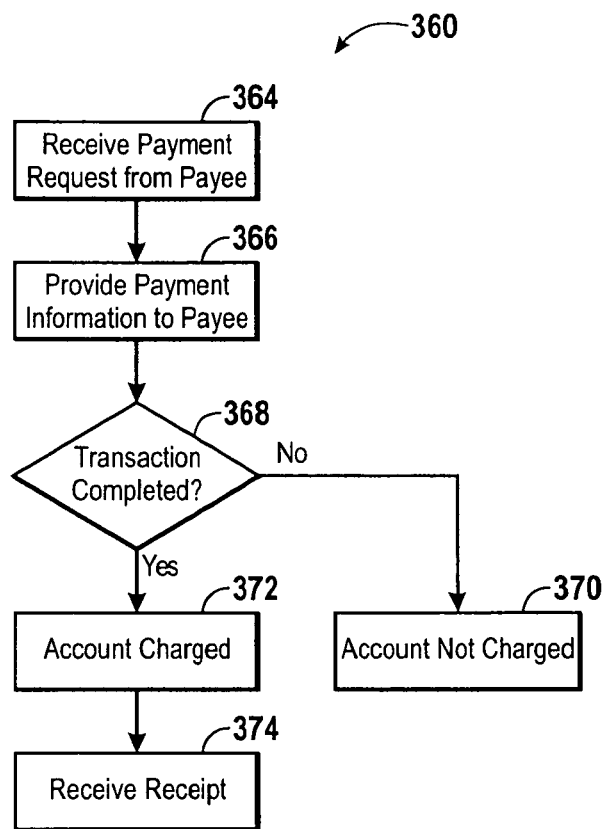 360
364
Receive Payment
Request from Payee
366
Provide Payment
Information to Payee
368
Transaction
Completed?
No
Yes
372
Account Charged
370
Account Not Charged
374
Receive Receipt